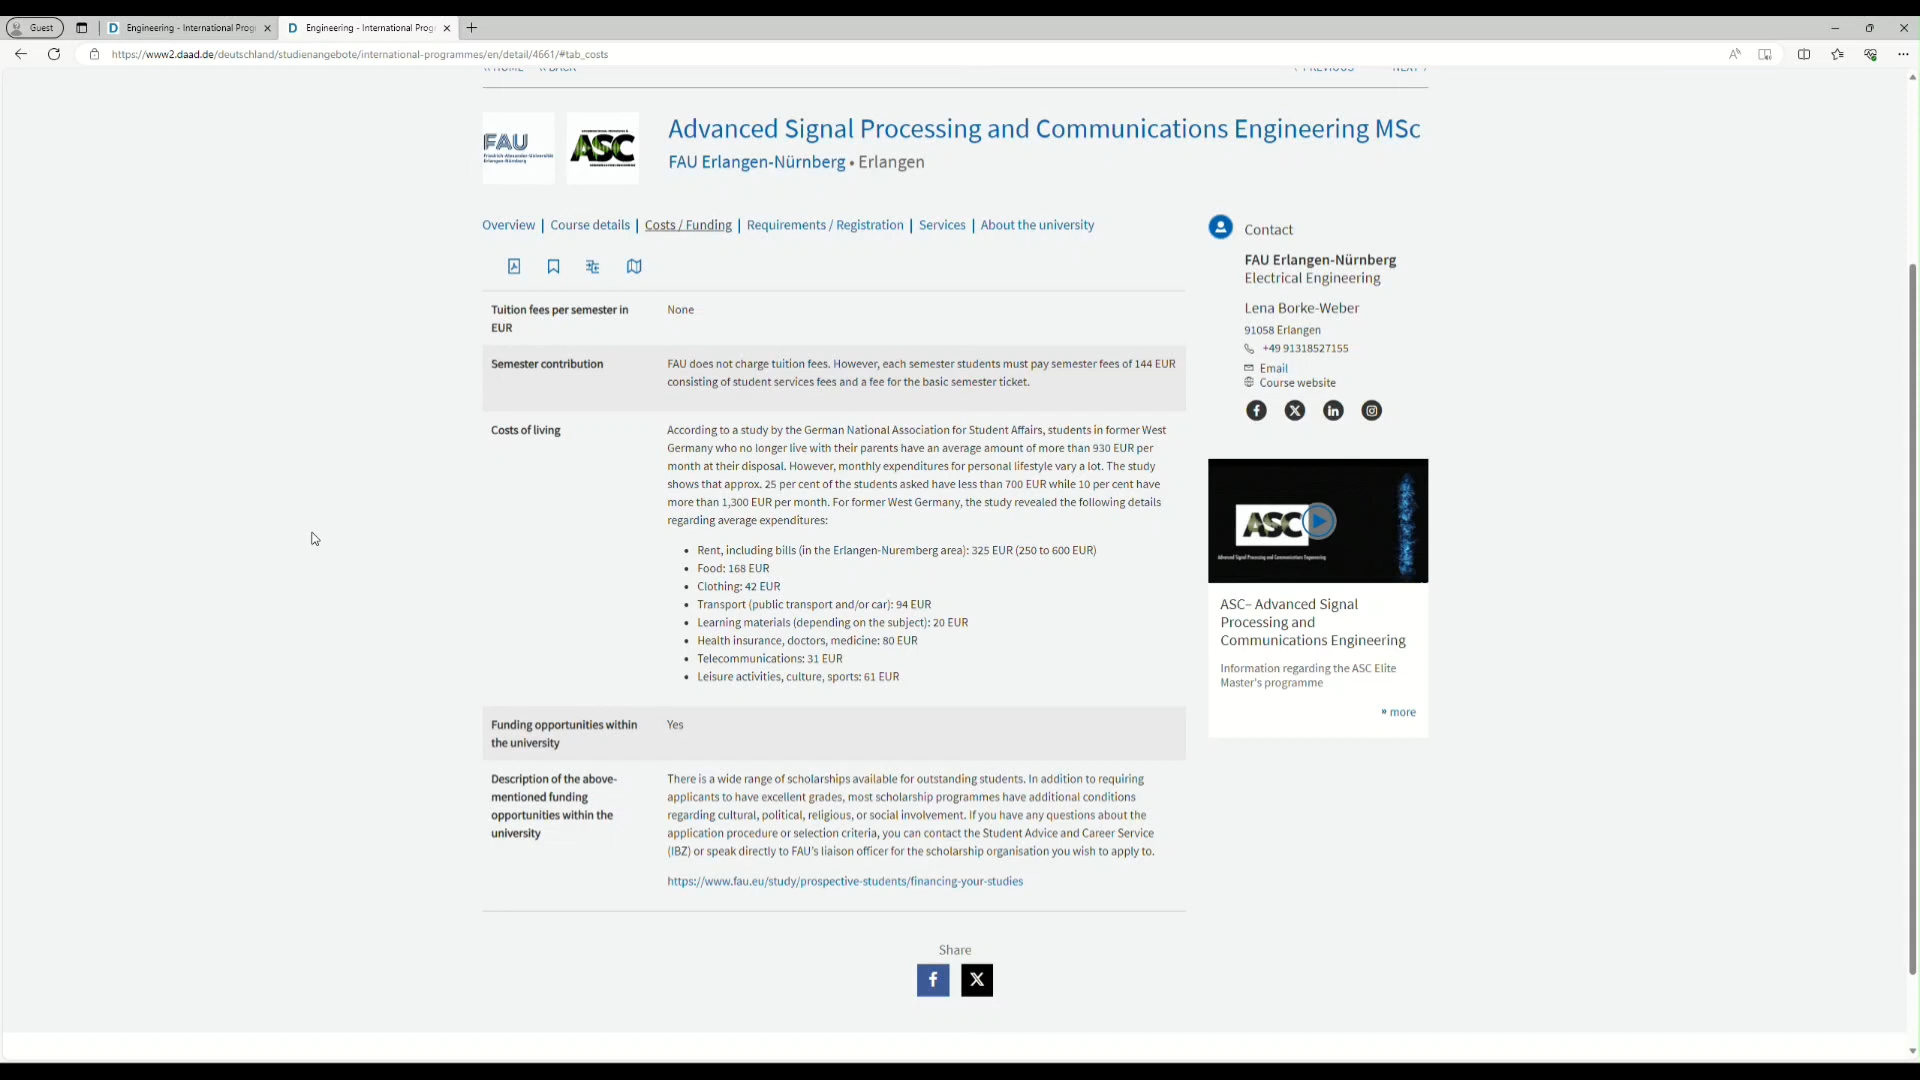 Guest
Engineering - International Prog
Engineering - International Prog
https://www2.daad.de/deutschland/studienangebote/international-programmes/en/detail/4661/#tab_costs
FAU
Friedrich-Alexander-Universität
Erlangen-Nürnberg
ASC
Advanced Signal Processing and Communications Engineering MSc
FAU Erlangen-Nürnberg • Erlangen
Overview | Course details | Costs / Funding | Requirements / Registration | Services | About the university
Tuition fees per semester in
EUR
None
Semester contribution
FAU does not charge tuition fees. However, each semester students must pay semester fees of 144 EUR
consisting of student services fees and a fee for the basic semester ticket.
Costs of living
According to a study by the German National Association for Student Affairs, students in former West
Germany who no longer live with their parents have an average amount of more than 930 EUR per
month at their disposal. However, monthly expenditures for personal lifestyle vary a lot. The study
shows that approx. 25 per cent of the students asked have less than 700 EUR while 10 per cent have
more than 1,300 EUR per month. For former West Germany, the study revealed the following details
regarding average expenditures:
• Rent, including bills (in the Erlangen-Nuremberg area): 325 EUR (250 to 600 EUR)
• Food: 168 EUR
• Clothing: 42 EUR
• Transport (public transport and/or car): 94 EUR
• Learning materials (depending on the subject): 20 EUR
• Health insurance, doctors, medicine: 80 EUR
• Telecommunications: 31 EUR
• Leisure activities, culture, sports: 61 EUR
Funding opportunities within
the university
Yes
Description of the above-
mentioned funding
opportunities within the
university
There is a wide range of scholarships available for outstanding students. In addition to requiring
applicants to have excellent grades, most scholarship programmes have additional conditions
regarding cultural, political, religious, or social involvement. If you have any questions about the
application procedure or selection criteria, you can contact the Student Advice and Career Service
(IBZ) or speak directly to FAU's liaison officer for the scholarship organisation you wish to apply to.
https://www.fau.eu/study/prospective-students/financing-your-studies
Contact
FAU Erlangen-Nürnberg
Electrical Engineering
Lena Borke-Weber
91058 Erlangen
+49 91318527155
Email
Course website
ASC
Advanced Signal Processing and Communications Engineering
ASC– Advanced Signal
Processing and
Communications Engineering
Information regarding the ASC Elite
Master's programme
» more
Share